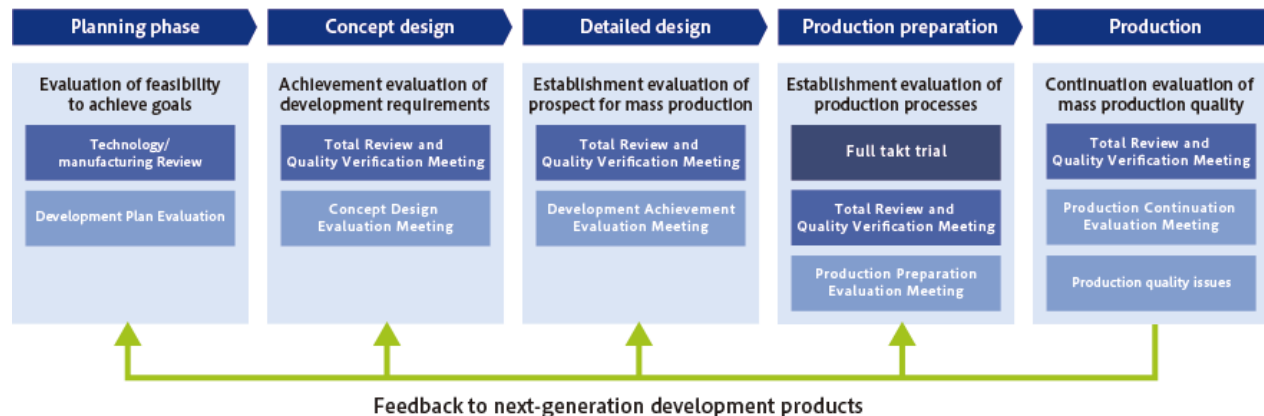 Planning phase
Concept design
Detailed design
Production preparation
Production
Evaluation of feasibility
to achieve goals
Technology/
manufacturing Review
Development Plan Evaluation
Achievement evaluation of
development requirements
Total Review and
Quality Verification Meeting
Concept Design
Evaluation Meeting
Establishment evaluation of
prospect for mass production
Total Review and
Quality Verification Meeting
Development Achievement
Evaluation Meeting
Establishment evaluation of
production processes
Full takt trial
Total Review and
Quality Verification Meeting
Production Preparation
Evaluation Meeting
Continuation evaluation of
mass production quality
Total Review and
Quality Verification Meeting
Production Continuation
Evaluation Meeting
Production quality issues
Feedback to next-generation development products